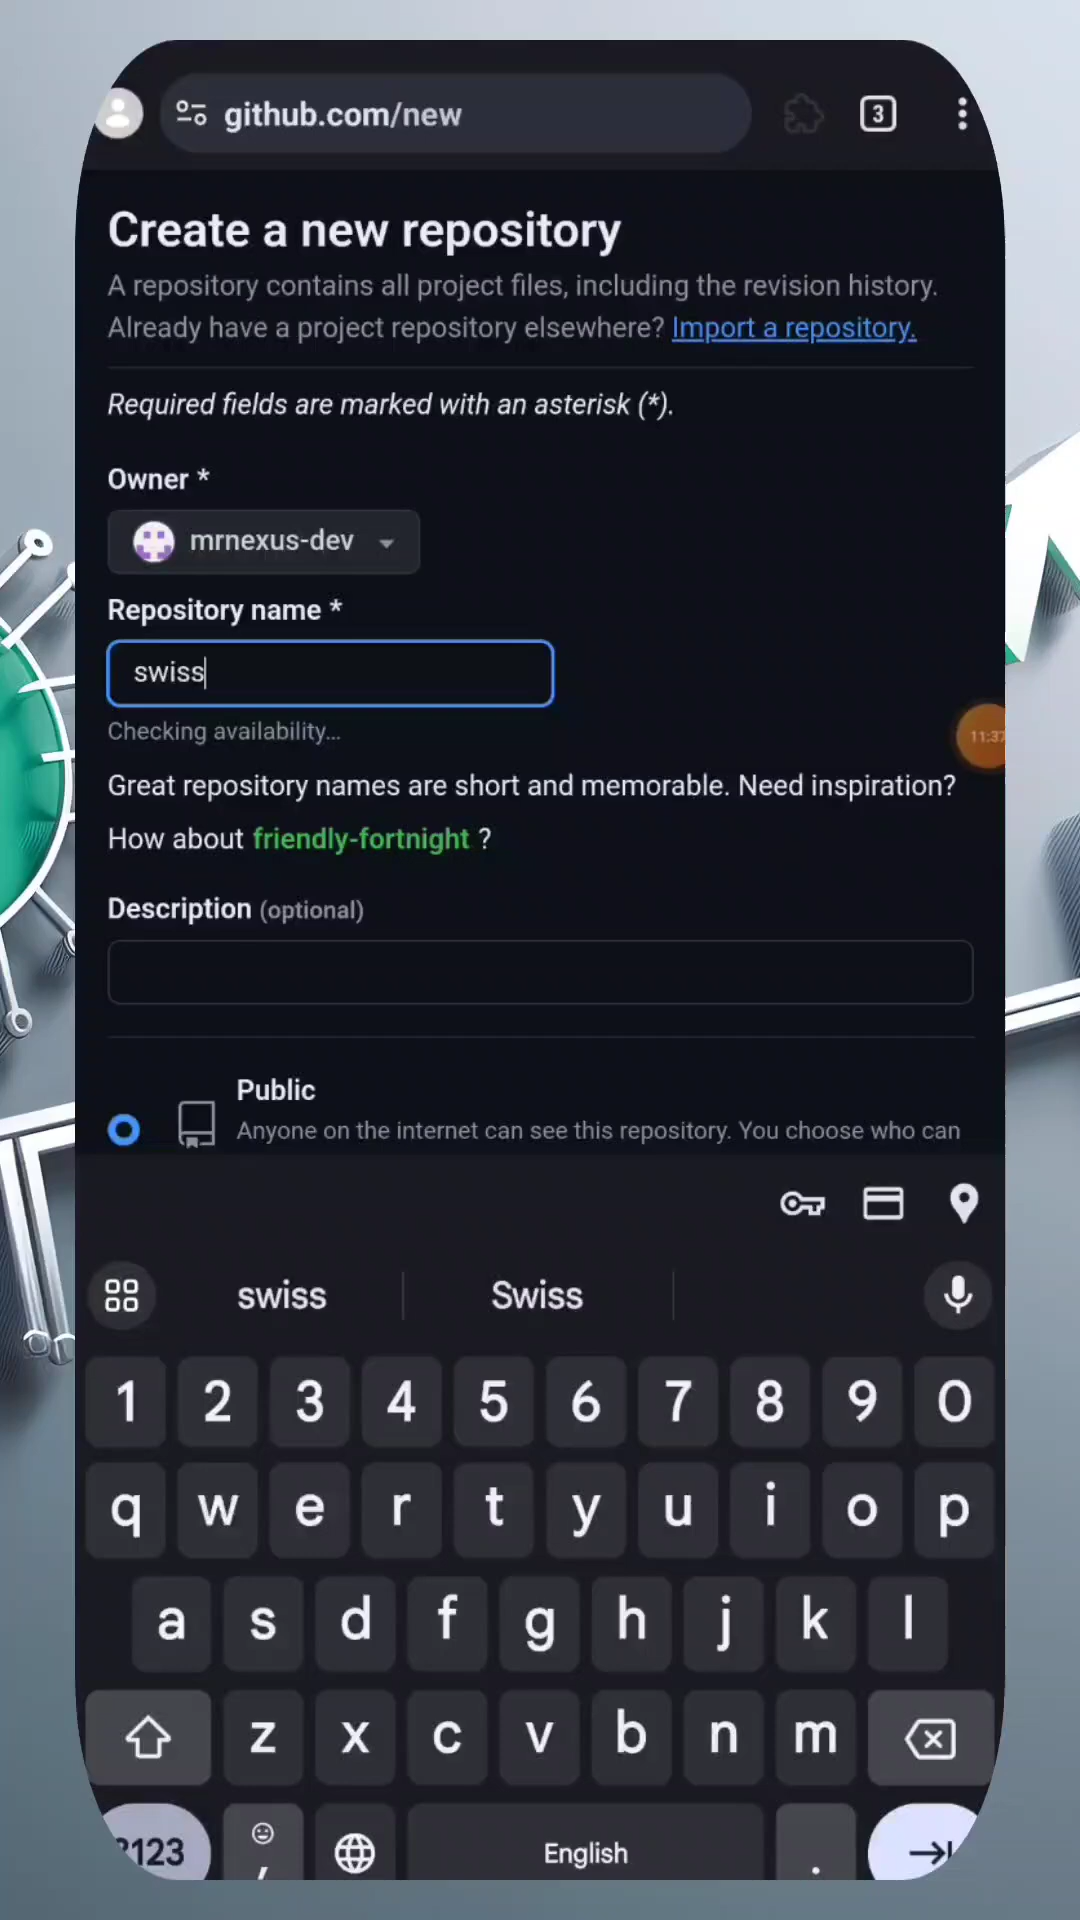 github.com/new
3
Create a new repository
A repository contains all project files, including the revision history.
Already have a project repository elsewhere? Import a repository.
Required fields are marked with an asterisk (*).
Owner *
mrnexus-dev
Repository name *
swiss
Checking availability...
11:37
Great repository names are short and memorable. Need inspiration?
How about friendly-fortnight ?
Description (optional)
Public
Anyone on the internet can see this repository. You choose who can
swiss Swiss
1 2 3 4 5 6 7 8 9 0
q w e r t y u i o p
a s d f g h j k l
z x c v b n m
?123 , English .